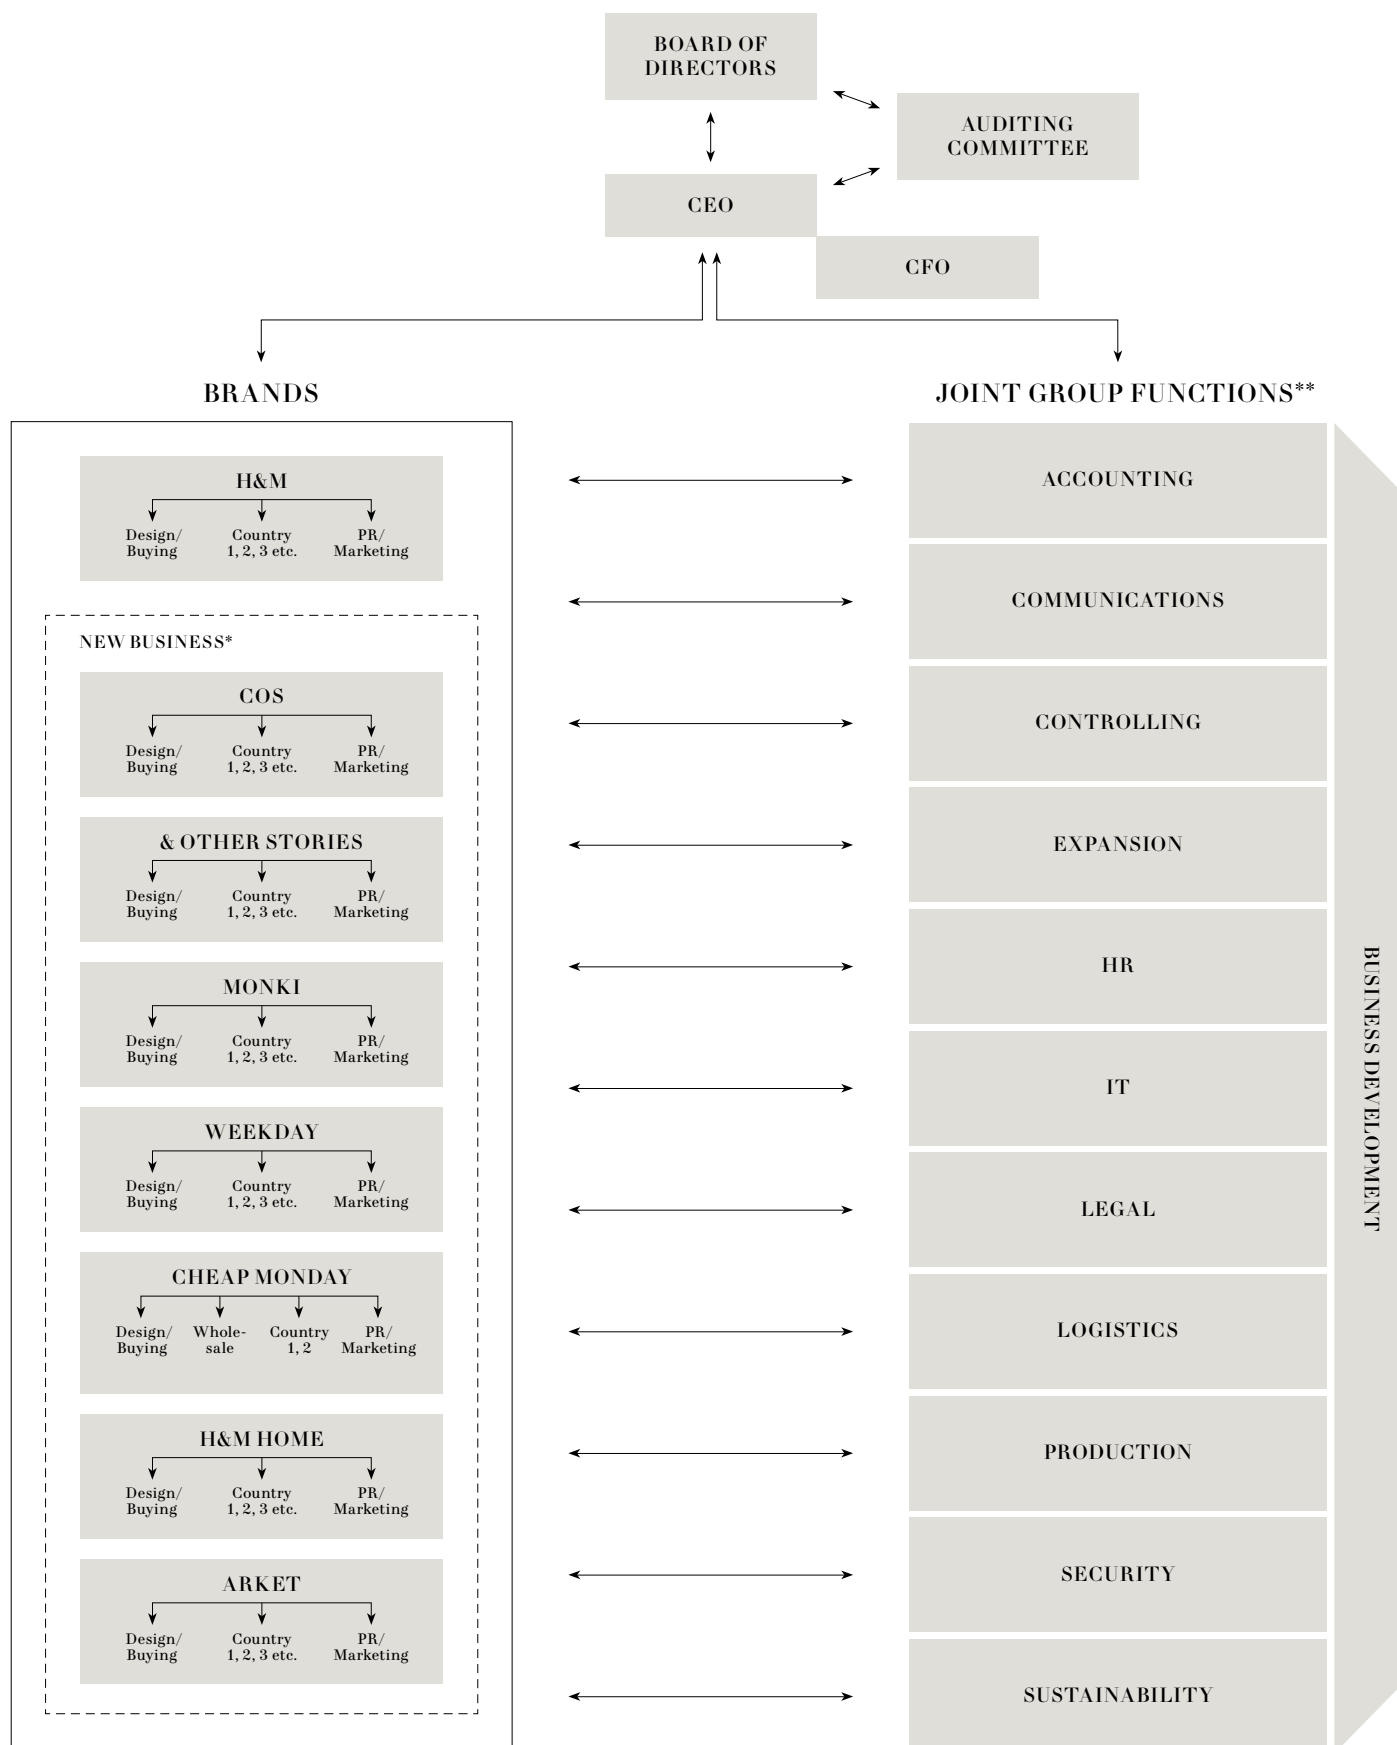 BOARD OF
DIRECTORS
AUDITING
COMMITTEE
CEO
CFO
BRANDS
H&M
Design/
Buying
Country
1, 2, 3 etc.
PR/
Marketing
NEW BUSINESS*
COS
Design/
Buying
Country
1, 2, 3 etc.
PR/
Marketing
& OTHER STORIES
Design/
Buying
Country
1, 2, 3 etc.
PR/
Marketing
MONKI
Design/
Buying
Country
1, 2, 3 etc.
PR/
Marketing
WEEKDAY
Design/
Buying
Country
1, 2, 3 etc.
PR/
Marketing
CHEAP MONDAY
Design/
Buying
Whole-
sale
Country
1, 2
PR/
Marketing
H&M HOME
Design/
Buying
Country
1, 2, 3 etc.
PR/
Marketing
ARKET
Design/
Buying
Country
1, 2, 3 etc.
PR/
Marketing
JOINT GROUP FUNCTIONS**
ACCOUNTING
COMMUNICATIONS
CONTROLLING
EXPANSION
HR
IT
LEGAL
LOGISTICS
PRODUCTION
SECURITY
SUSTAINABILITY
BUSINESS DEVELOPMENT